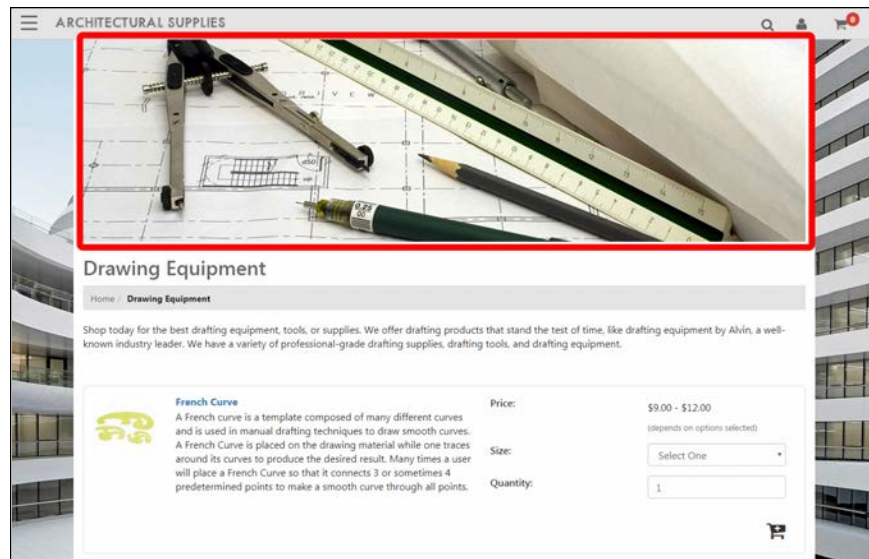 ARCHITECTURAL SUPPLIES
0
D R I V E W
0.25
00
Drawing Equipment
Home / Drawing Equipment
Shop today for the best drafting equipment, tools, or supplies. We offer drafting products that stand the test of time, like drafting equipment by Alvin, a well-
known industry leader. We have a variety of professional-grade drafting supplies, drafting tools, and drafting equipment.
French Curve
A French curve is a template composed of many different curves
and is used in manual drafting techniques to draw smooth curves.
A French Curve is placed on the drawing material while one traces
around its curves to produce the desired result. Many times a user
will place a French Curve so that it connects 3 or sometimes 4
predetermined points to make a smooth curve through all points.
Price:
$9.00 - $12.00
(depends on options selected)
Size:
Select One
Quantity:
1